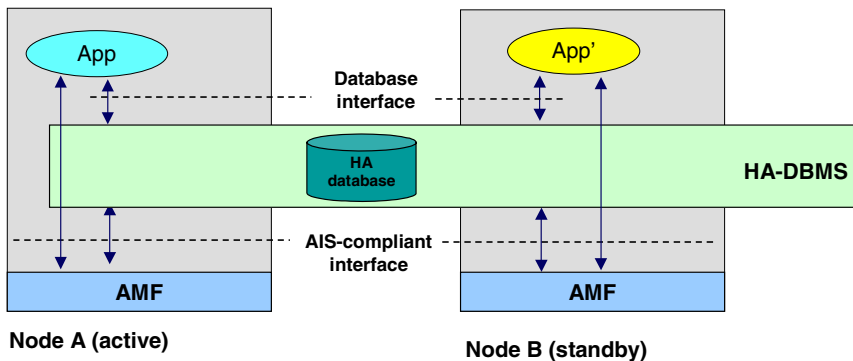 App
App’
Database
interface
HA
database
HA-DBMS
AIS-compliant
interface
AMF
AMF
Node A (active)
Node B (standby)